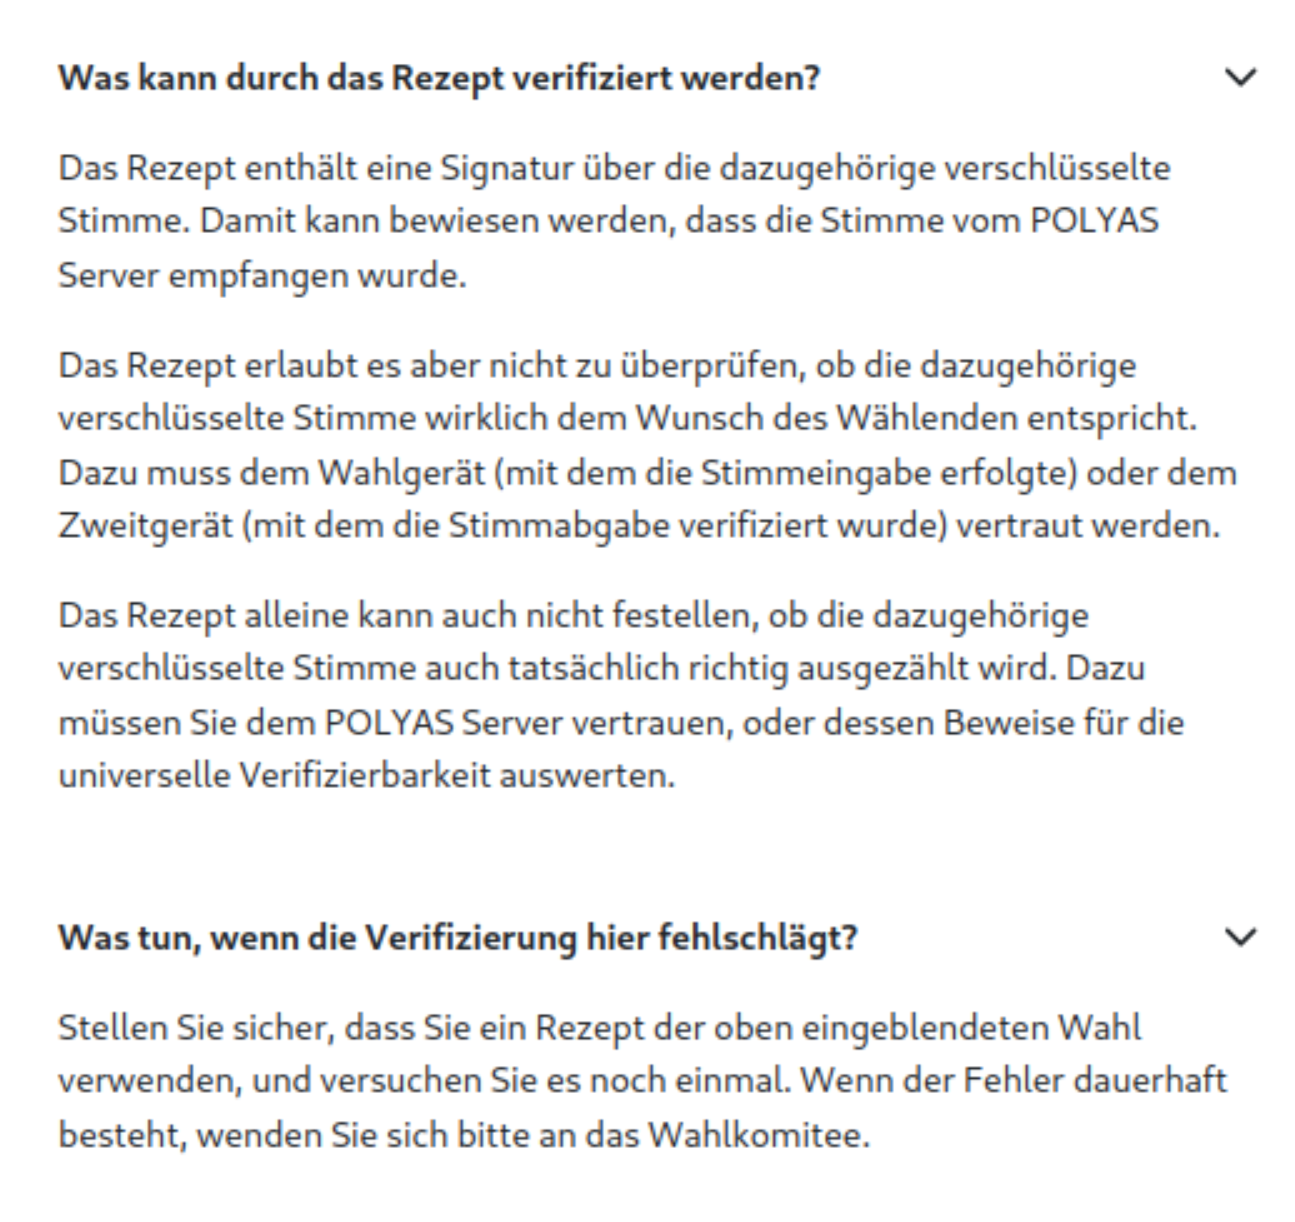 Was kann durch das Rezept verifiziert werden?
Das Rezept enthält eine Signatur über die dazugehörige verschlüsselte
Stimme. Damit kann bewiesen werden, dass die Stimme vom POLYAS
Server empfangen wurde.
Das Rezept erlaubt es aber nicht zu überprüfen, ob die dazugehörige
verschlüsselte Stimme wirklich dem Wunsch des Wählenden entspricht.
Dazu muss dem Wahlgerät (mit dem die Stimmeingabe erfolgte) oder dem
Zweitgerät (mit dem die Stimmabgabe verifiziert wurde) vertraut werden.
Das Rezept alleine kann auch nicht festellen, ob die dazugehörige
verschlüsselte Stimme auch tatsächlich richtig ausgezählt wird. Dazu
müssen Sie dem POLYAS Server vertrauen, oder dessen Beweise für die
universelle Verifizierbarkeit auswerten.
Was tun, wenn die Verifizierung hier fehlschlägt?
Stellen Sie sicher, dass Sie ein Rezept der oben eingeblendeten Wahl
verwenden, und versuchen Sie es noch einmal. Wenn der Fehler dauerhaft
besteht, wenden Sie sich bitte an das Wahlkomitee.